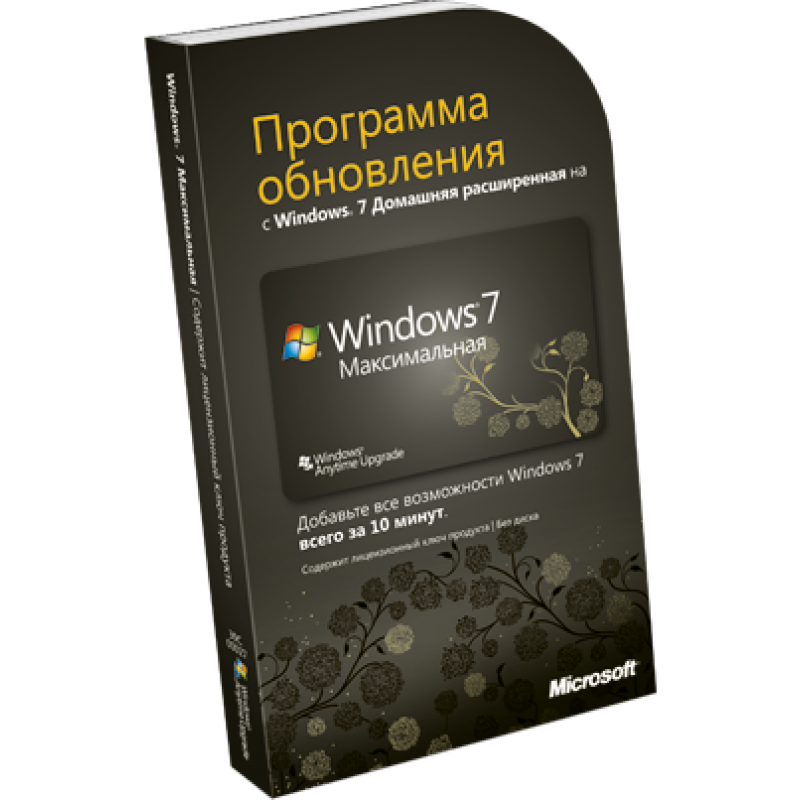 Программа
обновления
с Windows® 7 Домашняя расширенная на
Windows® 7
Максимальная
Windows®
Anytime Upgrade
Добавьте все возможности Windows 7
всего за 10 минут.
Содержит лицензионный ключ продукта | Без диска
Microsoft®
Windows® 7 Максимальная | Содержит лицензионный ключ продукта
Windows®
Anytime Upgrade